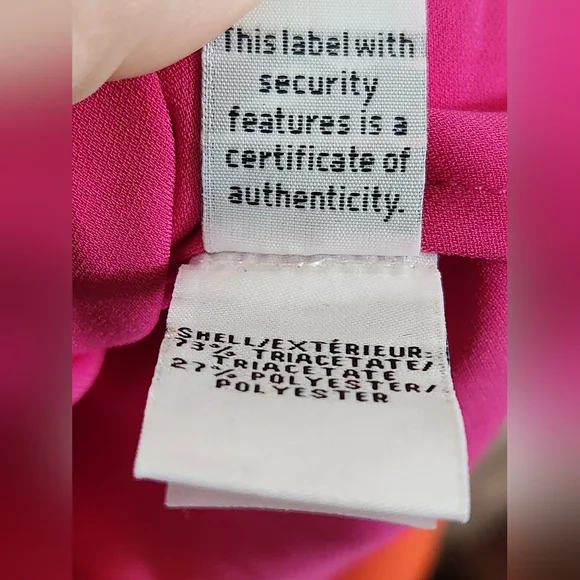 This label with
security
features is a
certificate of
authenticity.
SHELL/EXTÉRIEUR:
73% TRIACETATE/
TRIACETATE
27% POLYESTER/
POLYESTER